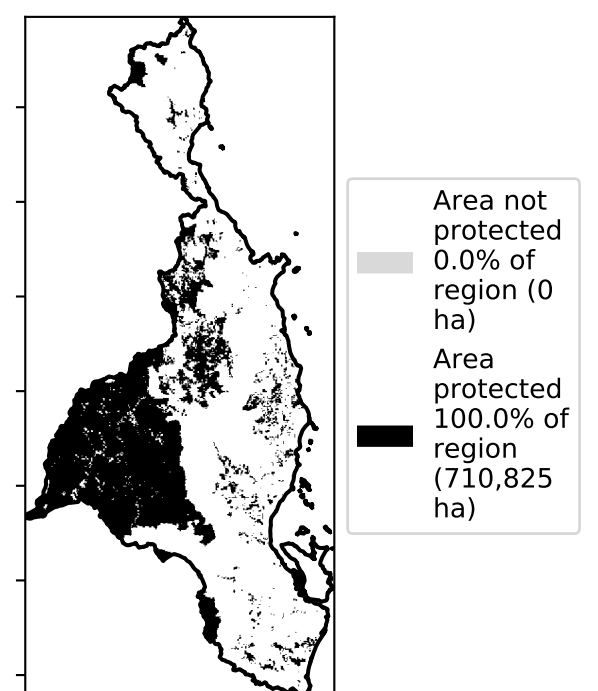 Area not
protected
0.0% of
region (0
ha)
Area
protected
100.0% of
region
(710,825
ha)